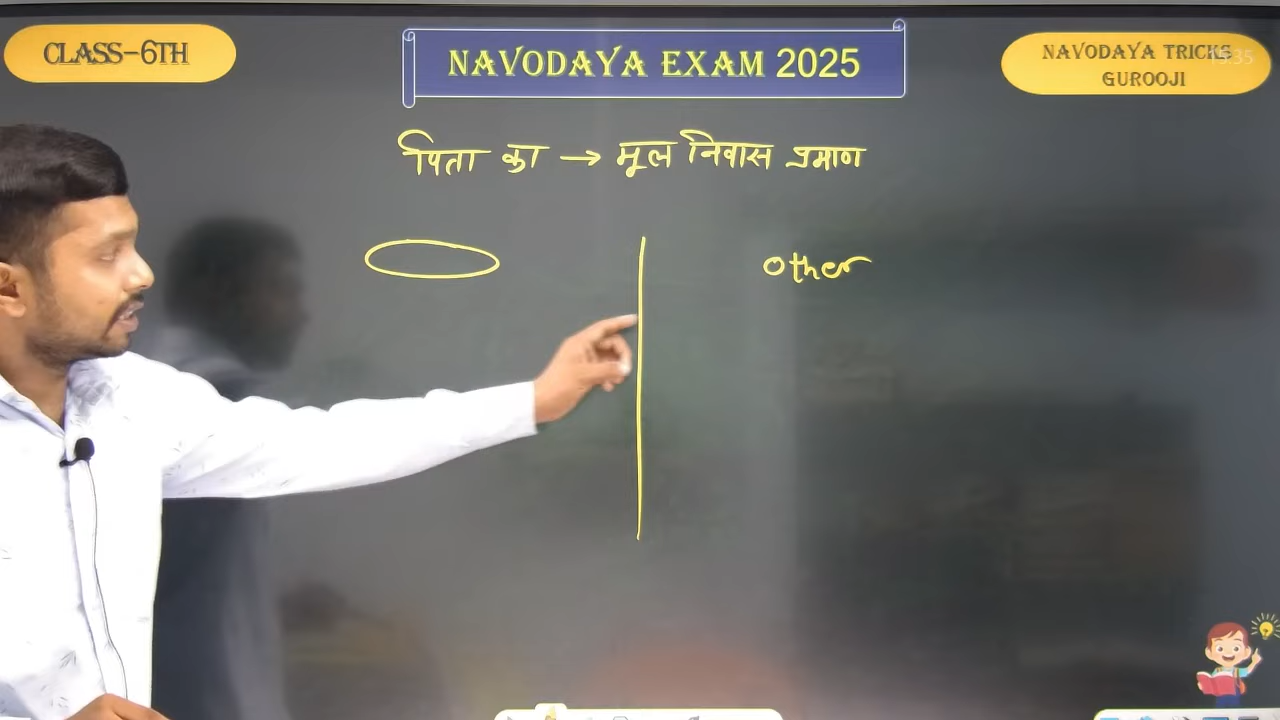 CLASS-6TH
NAVODAYA EXAM 2025
NAVODAYA TRICKS
GUROOJI
पिता का → मूल निवास प्रमाण
other